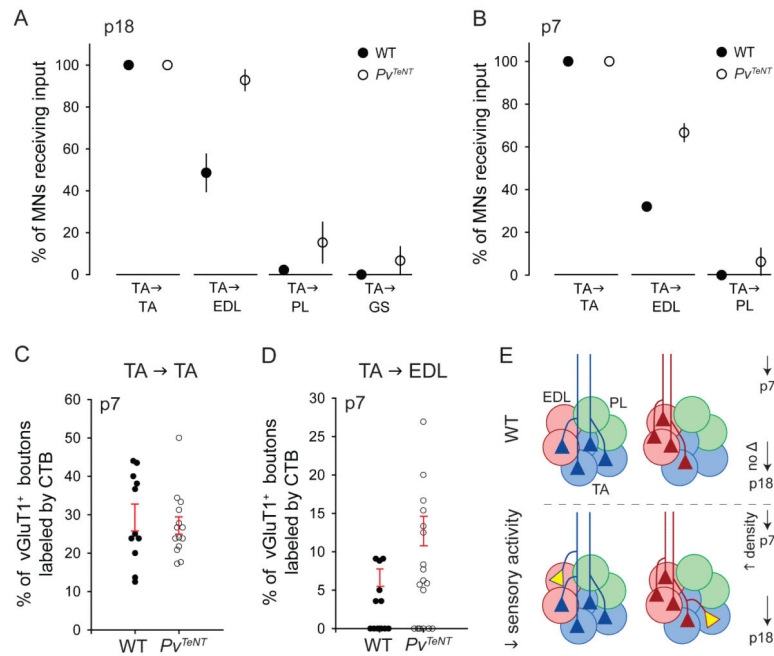 A
p18
WT
Pv^TeNT
% of MNs receiving input
100
80
60
40
20
0
TA→ TA→ TA→ TA→
TA EDL PL GS
B
p7
WT
Pv^TeNT
% of MNs receiving input
100
80
60
40
20
0
TA→ TA→ TA→
TA EDL PL
C
TA → TA
p7
% of vGluT1⁺ boutons
labeled by CTB
60
50
40
30
20
10
0
WT Pv^TeNT
D
TA → EDL
p7
% of vGluT1⁺ boutons
labeled by CTB
30
25
20
15
10
5
0
WT Pv^TeNT
E
WT
EDL
PL
TA
p7
no Δ
p18
↓ sensory activity
p7
↑ density
p18